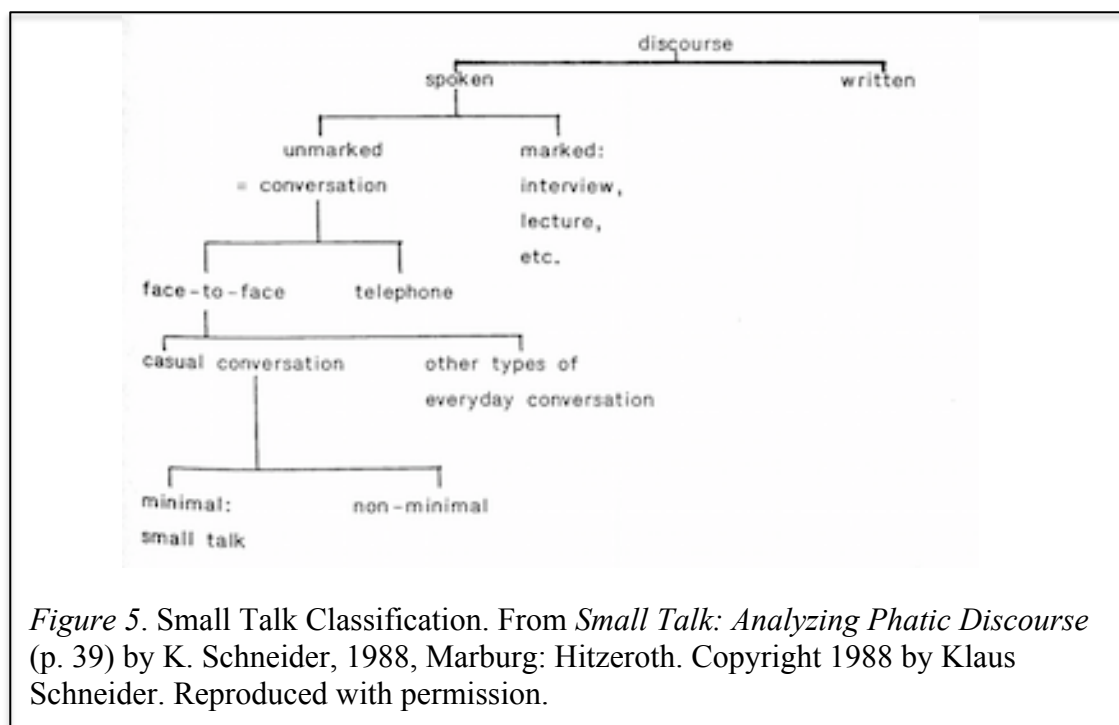 discourse
spoken written
unmarked marked:
= conversation interview,
lecture,
etc.
face-to-face telephone
casual conversation other types of
everyday conversation
minimal: non-minimal
small talk
Figure 5. Small Talk Classification. From Small Talk: Analyzing Phatic Discourse
(p. 39) by K. Schneider, 1988, Marburg: Hitzeroth. Copyright 1988 by Klaus
Schneider. Reproduced with permission.